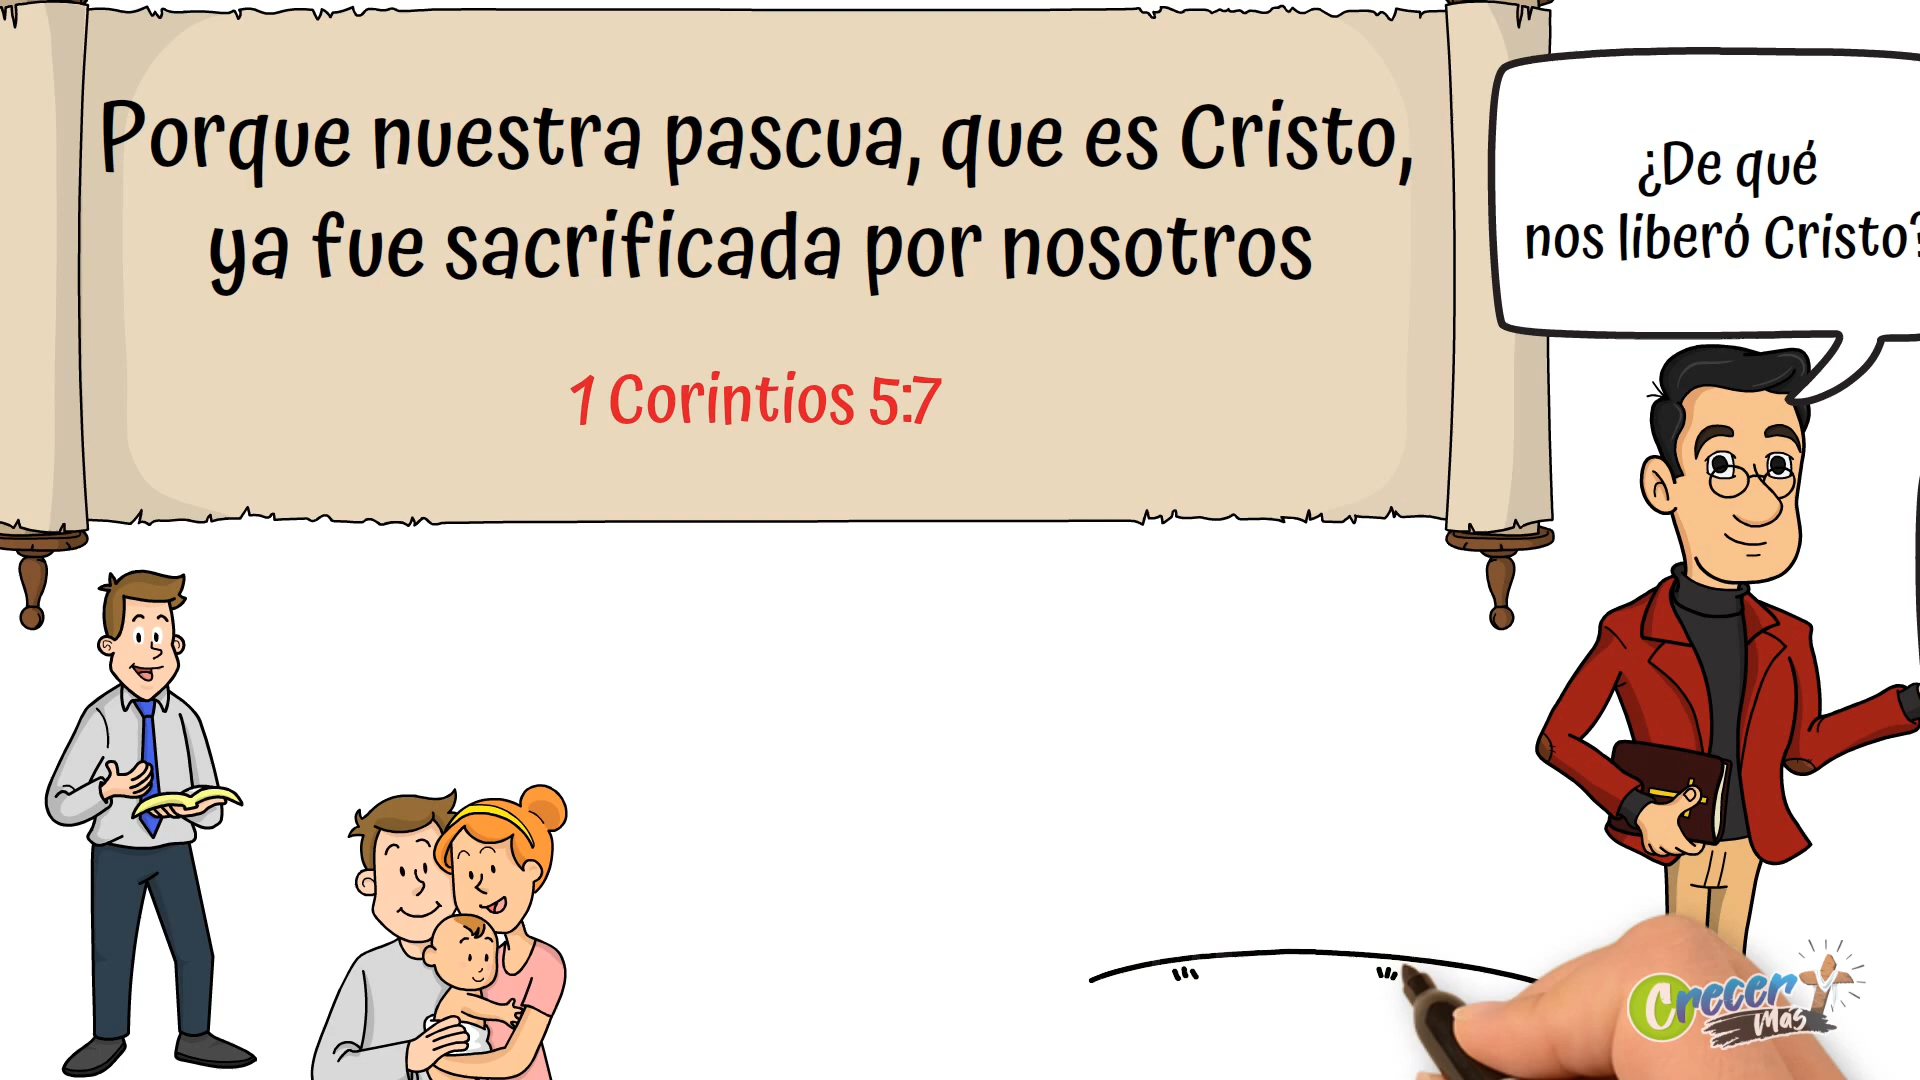 Porque nuestra pascua, que es Cristo,
ya fue sacrificada por nosotros
1 Corintios 5:7
¿De qué
nos liberó Cristo?
Crecer
Más